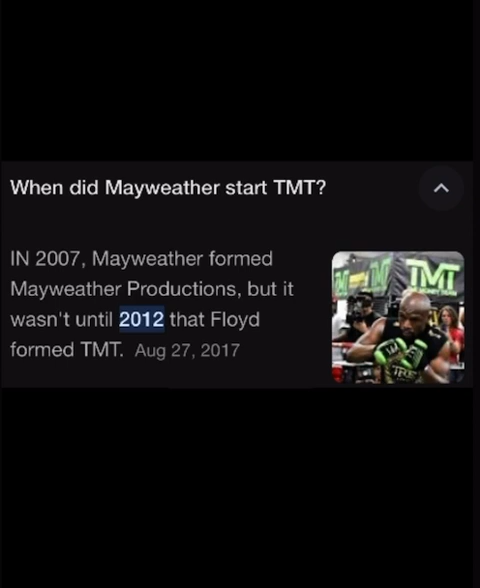 When did Mayweather start TMT?
IN 2007, Mayweather formed
Mayweather Productions, but it
wasn't until 2012 that Floyd
formed TMT. Aug 27, 2017
TMT